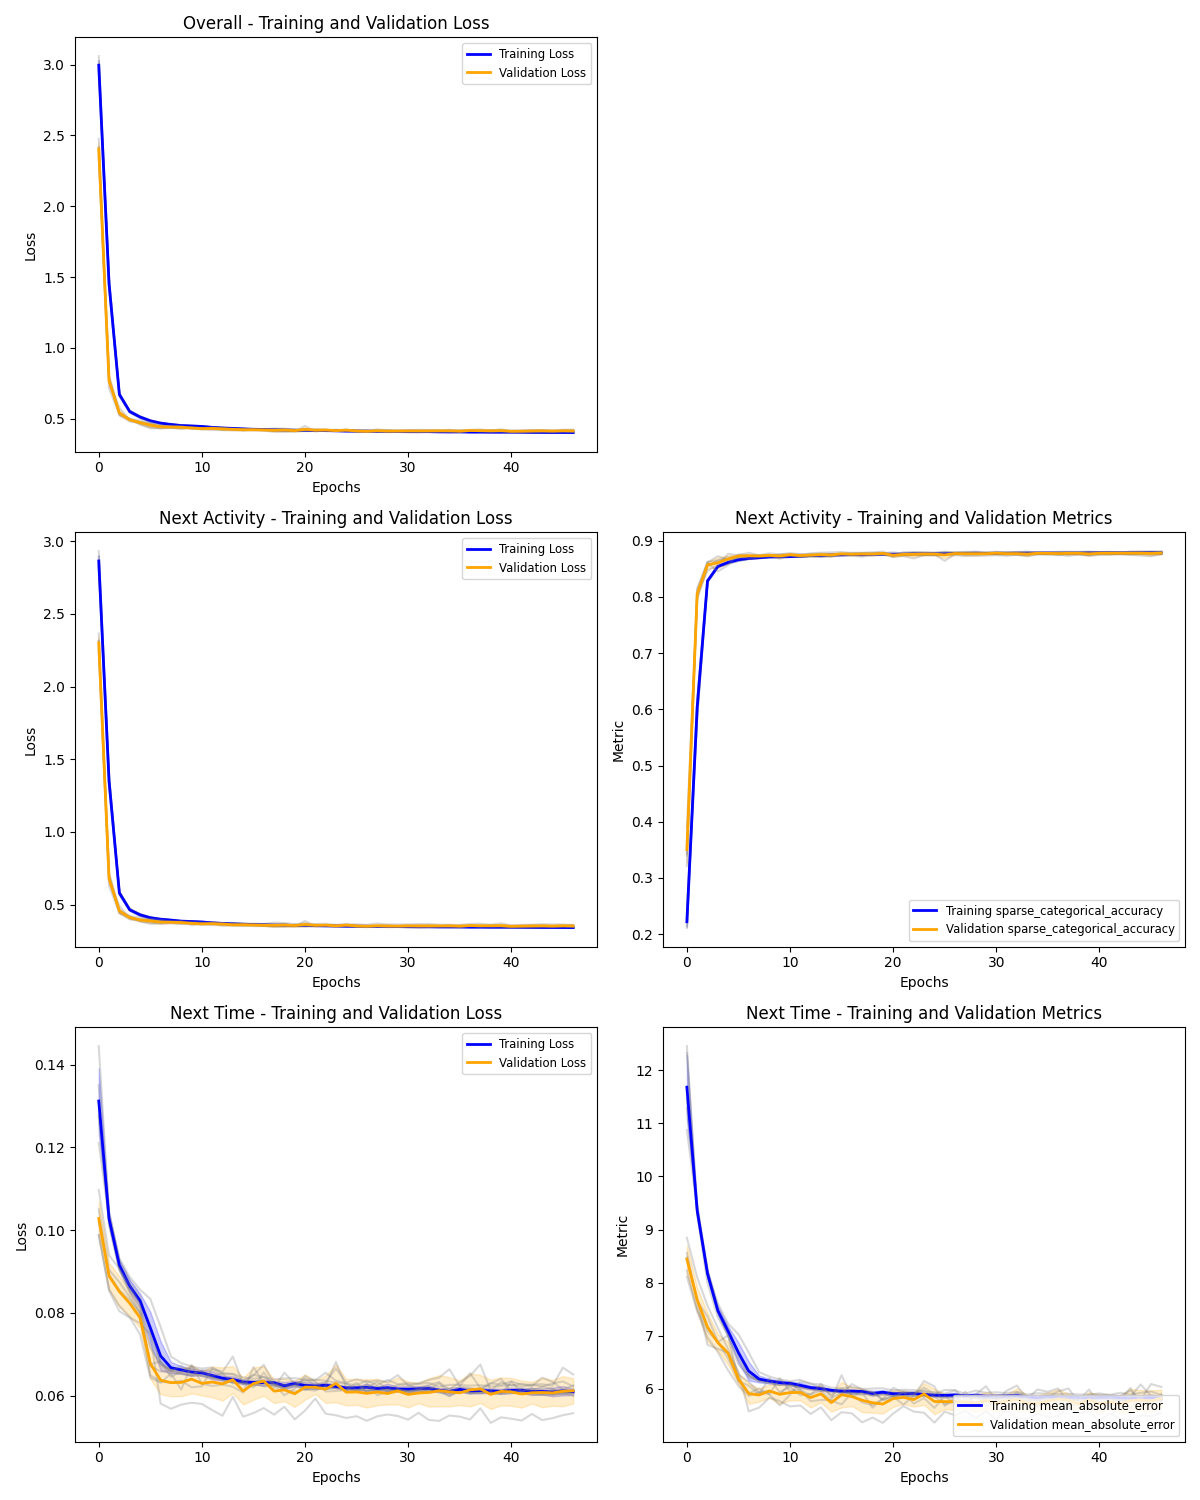 Overall - Training and Validation Loss
3.0
2.5
2.0
1.5
1.0
0.5
Loss
0 10 20 30 40
Epochs
Training Loss
Validation Loss
Next Activity - Training and Validation Loss
3.0
2.5
2.0
1.5
1.0
0.5
Loss
0 10 20 30 40
Epochs
Training Loss
Validation Loss
Next Activity - Training and Validation Metrics
0.9
0.8
0.7
0.6
0.5
0.4
0.3
0.2
Metric
0 10 20 30 40
Epochs
Training sparse_categorical_accuracy
Validation sparse_categorical_accuracy
Next Time - Training and Validation Loss
0.14
0.12
0.10
0.08
0.06
Loss
0 10 20 30 40
Epochs
Training Loss
Validation Loss
Next Time - Training and Validation Metrics
12
11
10
9
8
7
6
Metric
0 10 20 30 40
Epochs
Training mean_absolute_error
Validation mean_absolute_error